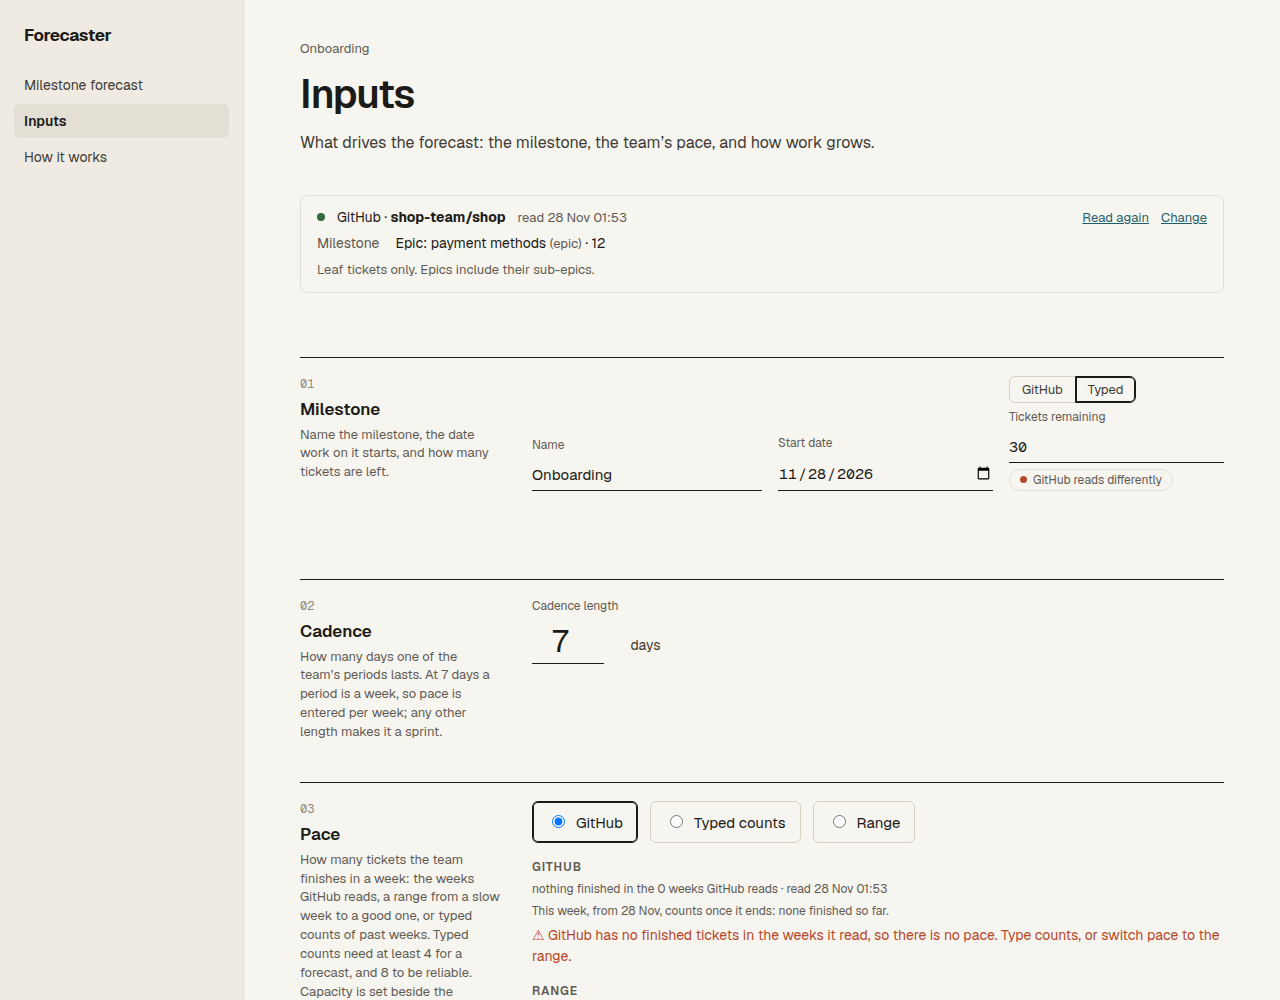 Forecaster
Milestone forecast
Inputs
How it works
Onboarding
Inputs
What drives the forecast: the milestone, the team’s pace, and how work grows.
GitHub · shop-team/shop read 28 Nov 01:53
Read again Change
Milestone Epic: payment methods (epic) · 12
Leaf tickets only. Epics include their sub-epics.
01
Milestone
Name the milestone, the date
work on it starts, and how many
tickets are left.
Name
Onboarding
Start date
11/28/2026
GitHub Typed
Tickets remaining
30
GitHub reads differently
02
Cadence
How many days one of the
team’s periods lasts. At 7 days a
period is a week, so pace is
entered per week; any other
length makes it a sprint.
Cadence length
7 days
03
Pace
How many tickets the team
finishes in a week: the weeks
GitHub reads, a range from a slow
week to a good one, or typed
counts of past weeks. Typed
counts need at least 4 for a
forecast, and 8 to be reliable.
Capacity is set beside the
GitHub Typed counts Range
GITHUB
nothing finished in the 0 weeks GitHub reads · read 28 Nov 01:53
This week, from 28 Nov, counts once it ends: none finished so far.
⚠ GitHub has no finished tickets in the weeks it read, so there is no pace. Type counts, or switch pace to the
range.
RANGE